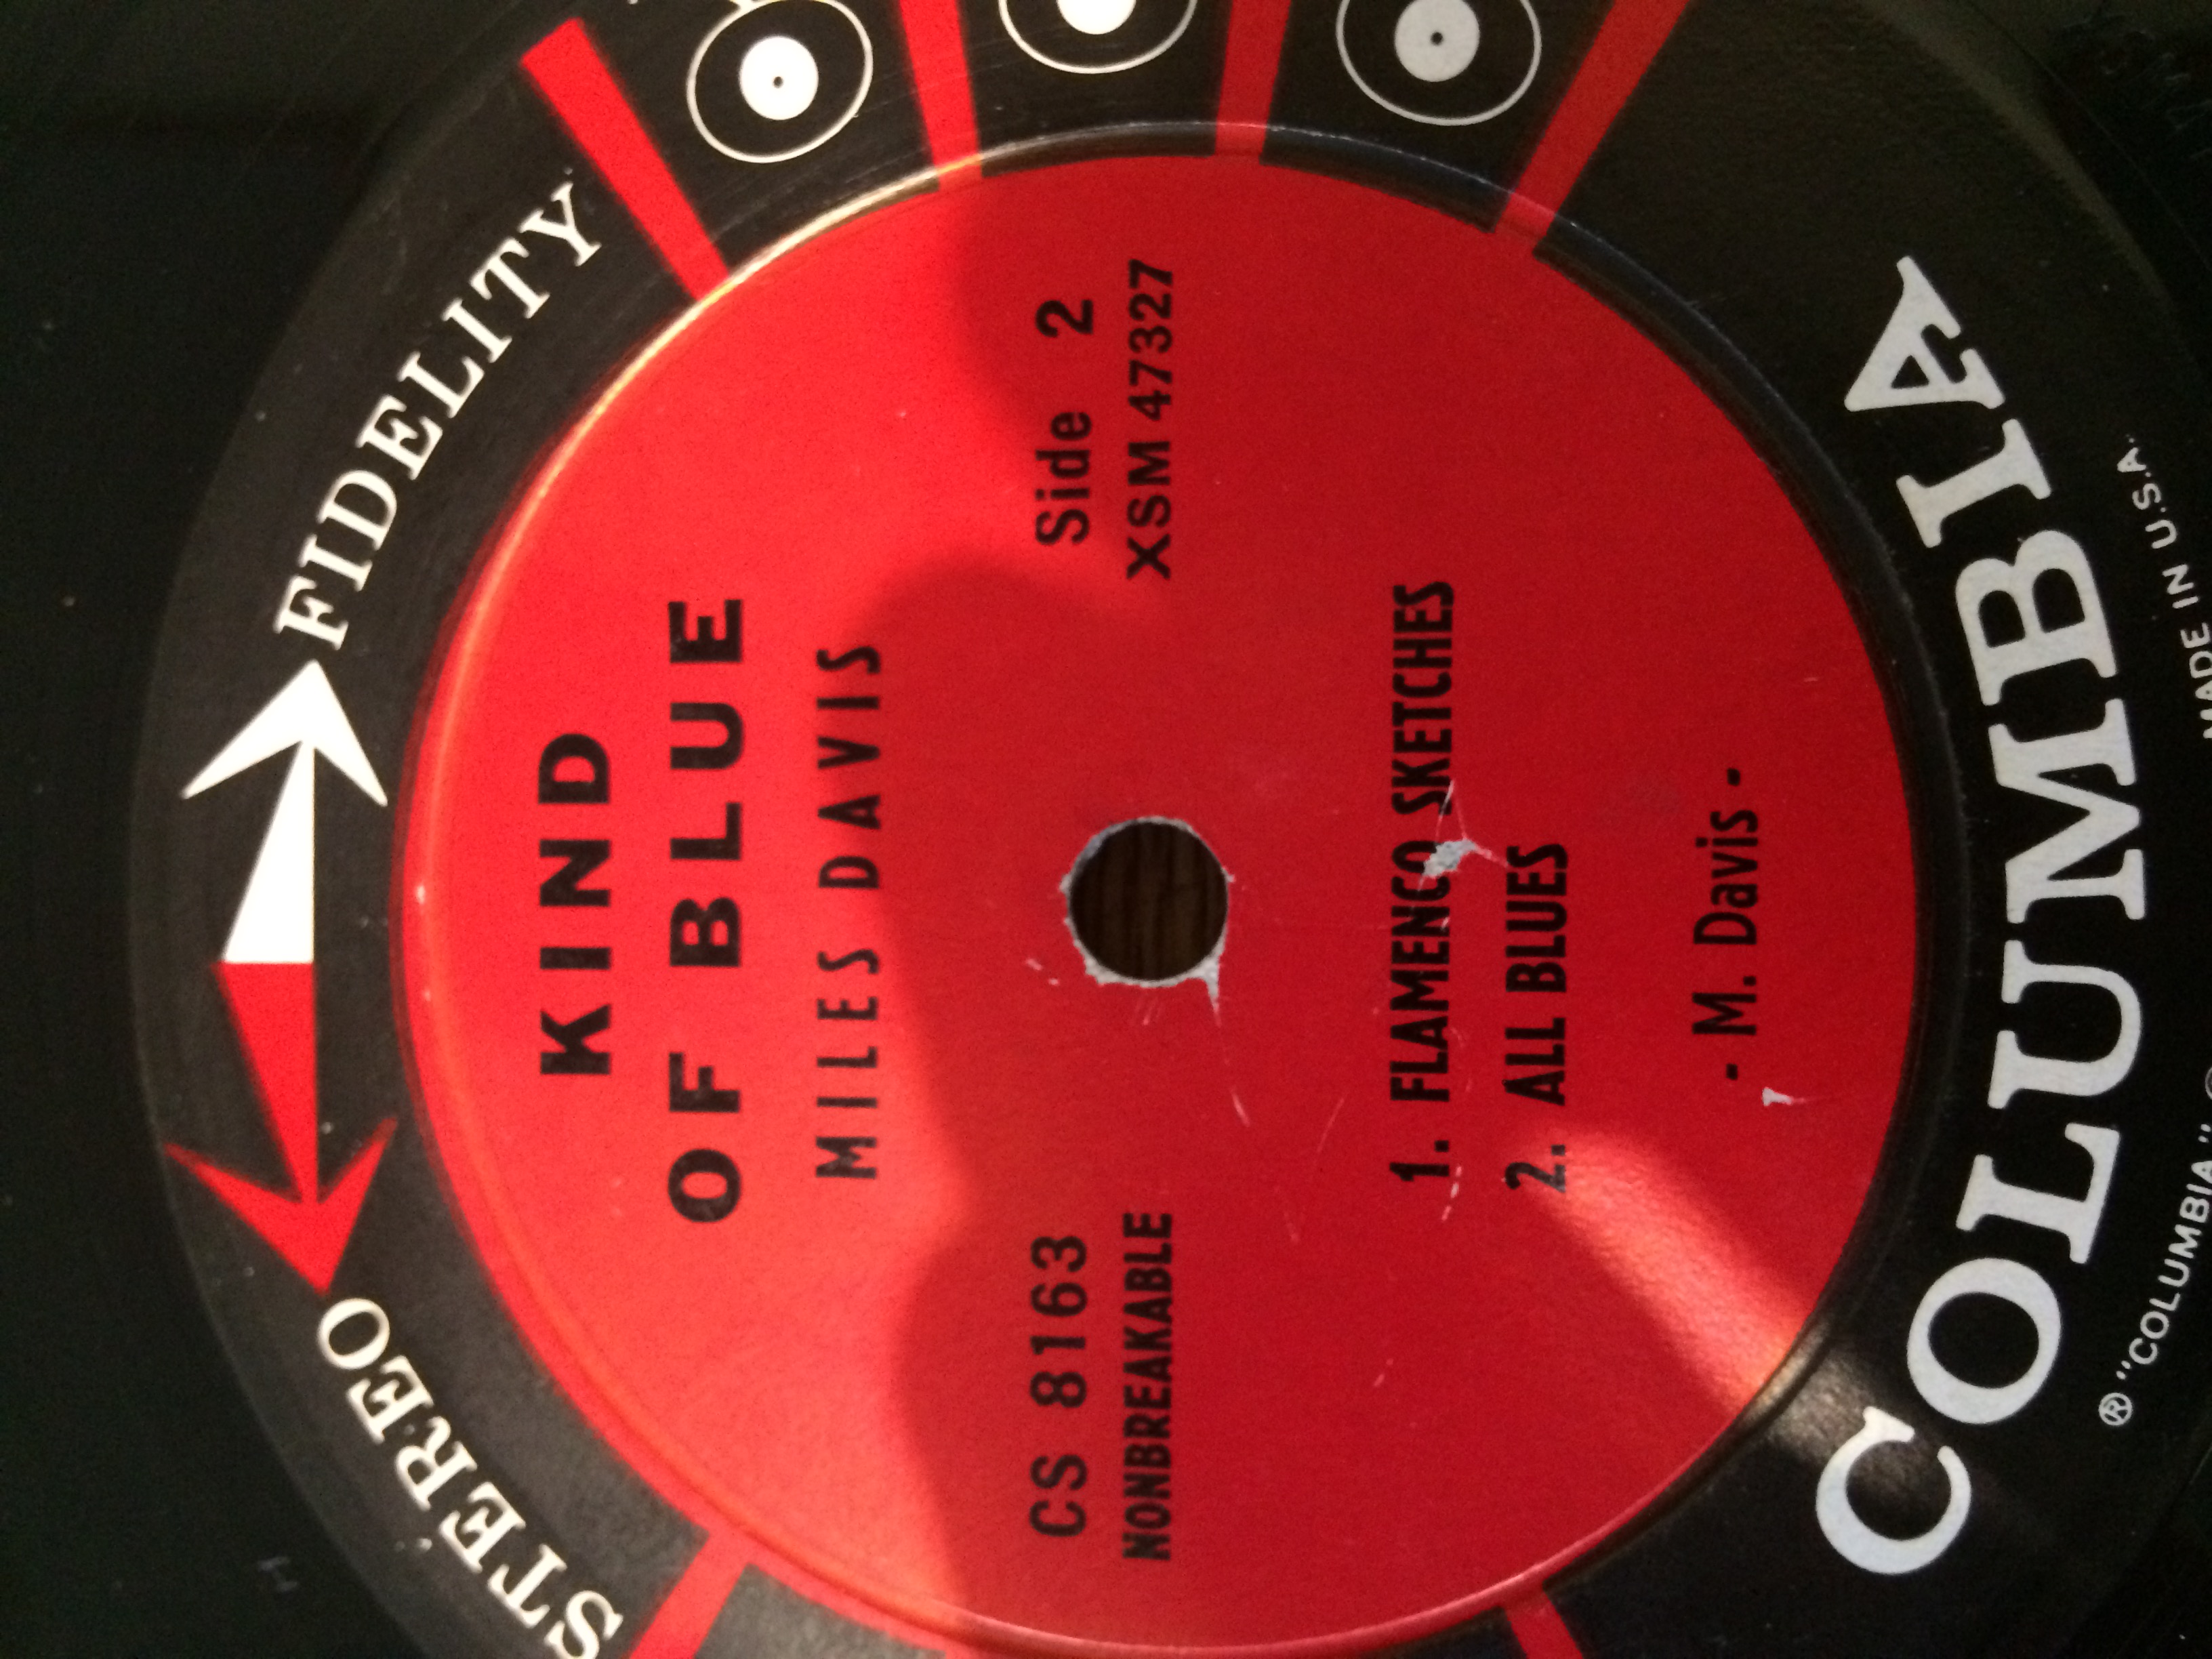 STEREO FIDELITY
KIND
OF BLUE
MILES DAVIS
CS 8163
NONBREAKABLE
Side 2
XSM 47327
1. FLAMENCO SKETCHES
2. ALL BLUES
- M. Davis -
COLUMBIA
® "COLUMBIA"
MADE IN U.S.A.